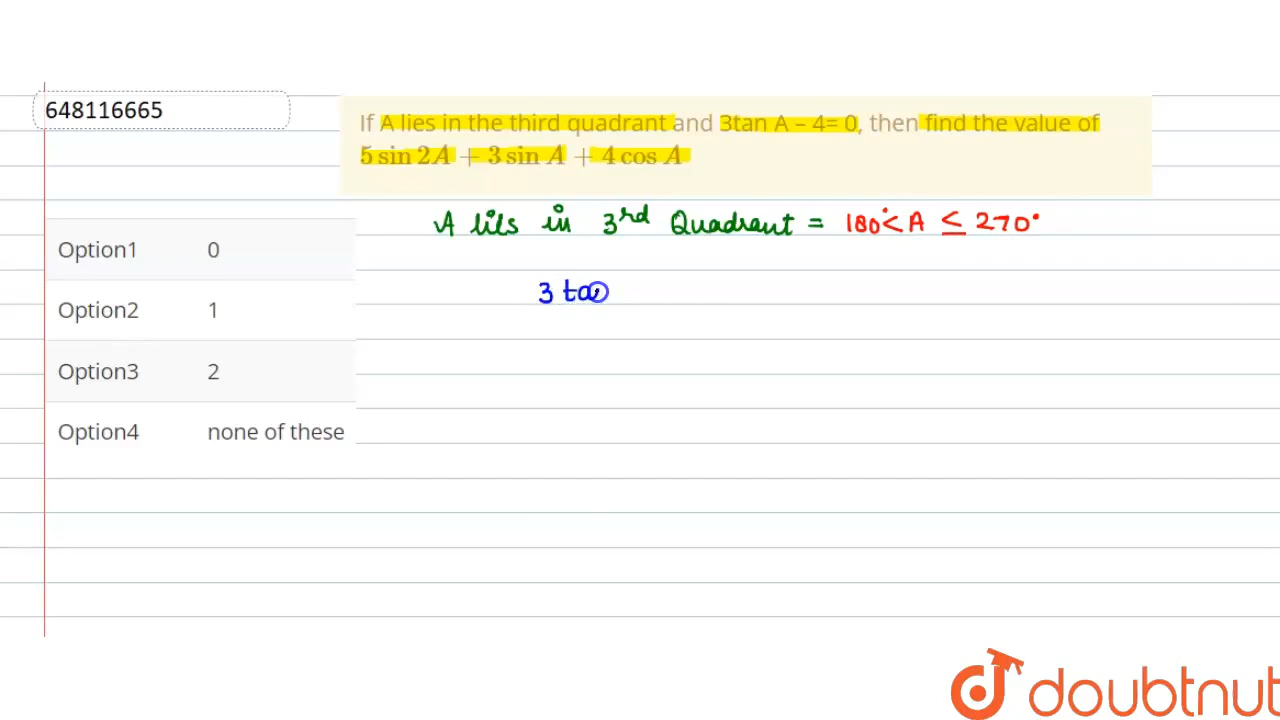 648116665
If A lies in the third quadrant and 3tan A – 4= 0, then find the value of
5 sin 2A + 3 sin A + 4 cos A
A lies in 3rd Quadrant = 180° < A ≤ 270°
3 ta
Option1 0
Option2 1
Option3 2
Option4 none of these
doubtnut